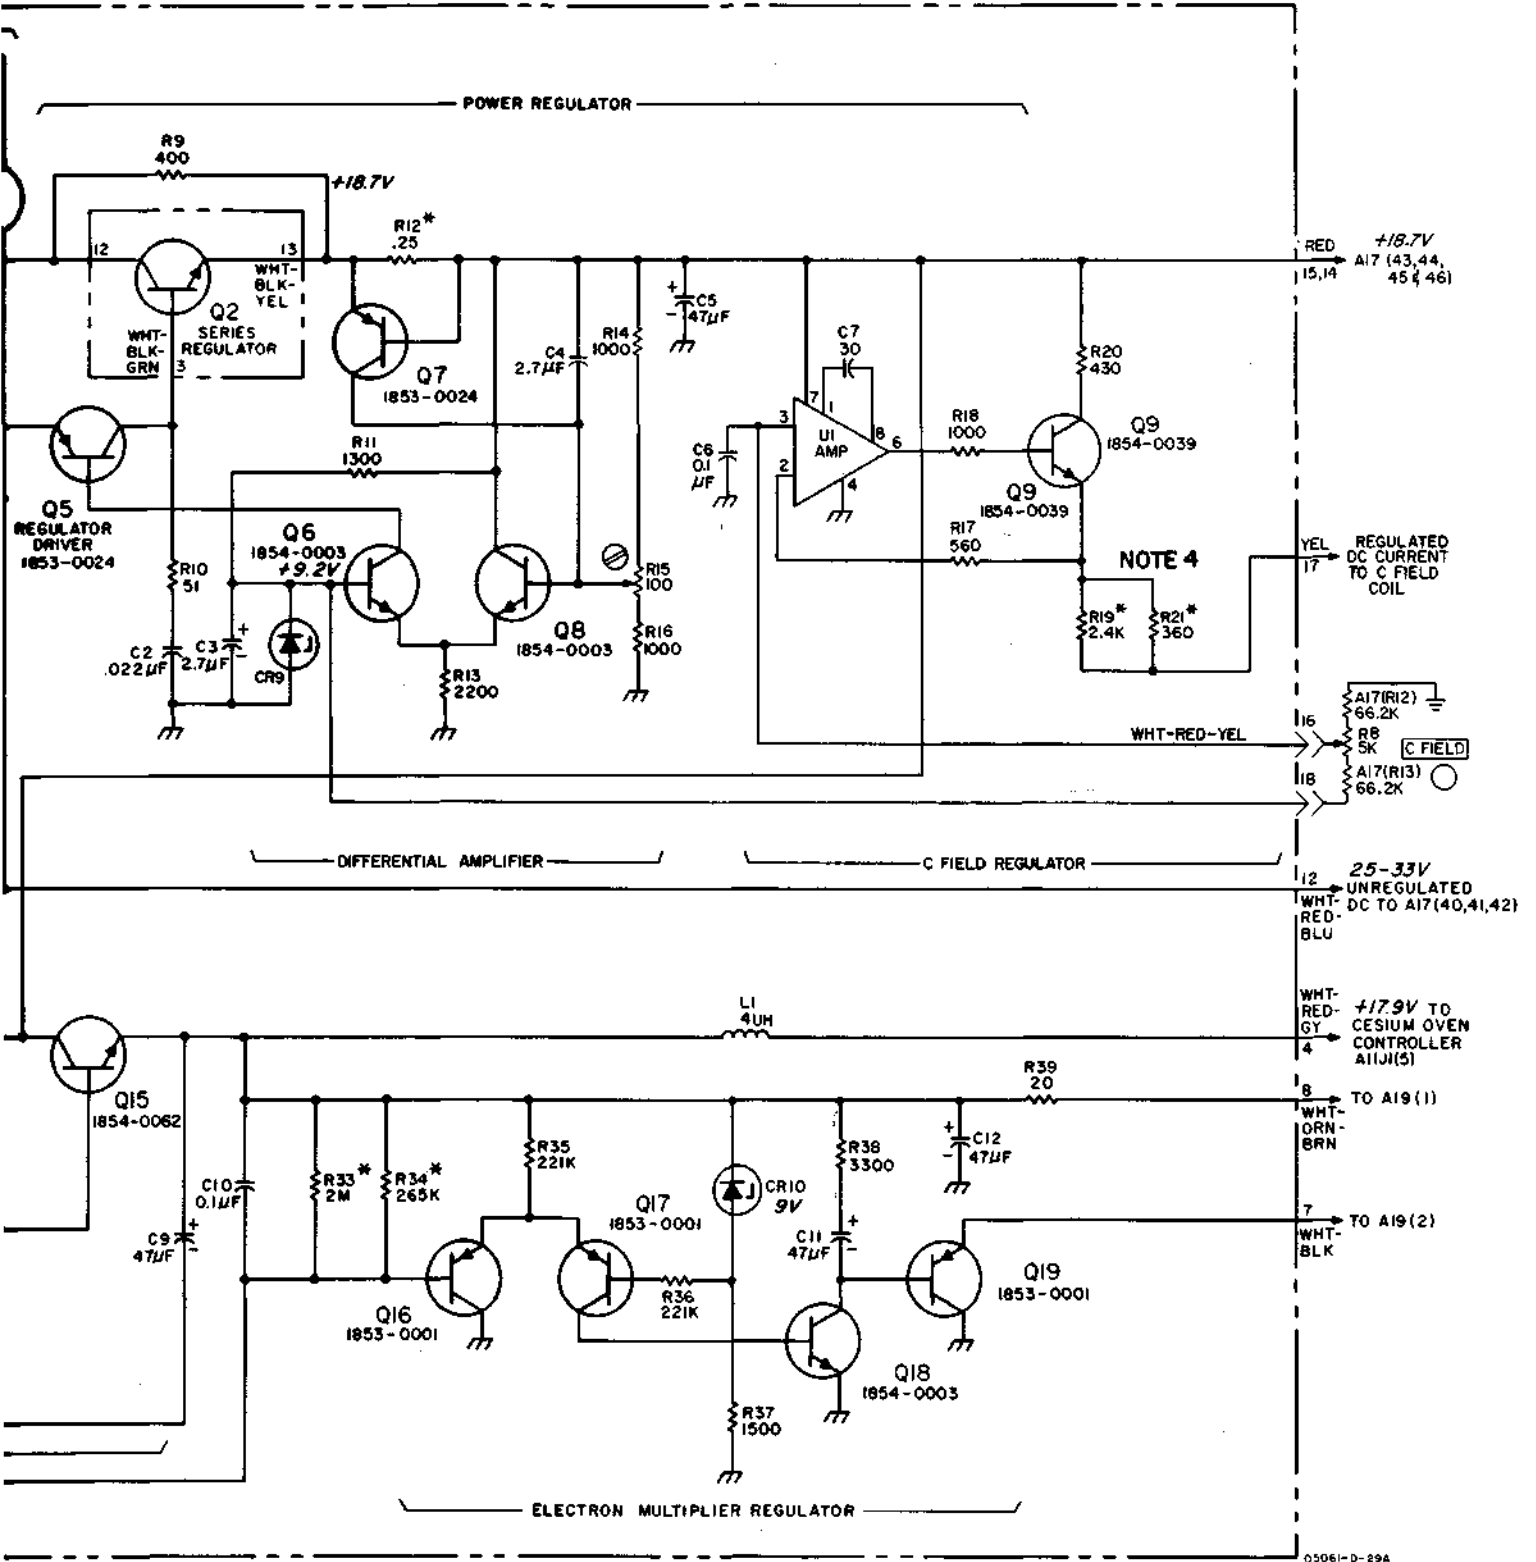 POWER REGULATOR
R9
400
+18.7V
R12*
.25
12
13
WHT-
BLK-
YEL
Q2
SERIES
REGULATOR
WHT-
BLK-
GRN
3
Q7
1853-0024
C4
2.7µF
R14
1000
+
C5
-
47µF
C7
30
3
7
1
8
6
2
4
U1
AMP
C6
0.1
µF
R18
1000
R20
430
Q9
1854-0039
Q9
1854-0039
RED
15,14
+18.7V
A17 (43,44,
45 & 46)
R11
1300
Q5
REGULATOR
DRIVER
1853-0024
Q6
1854-0003
+9.2V
R10
51
R15
100
R17
560
NOTE 4
YEL
17
REGULATED
DC CURRENT
TO C FIELD
COIL
Q8
1854-0003
R16
1000
R19*
2.4K
R21*
360
C2
.022µF
C3
2.7µF
+
-
CR9
R13
2200
A17(R12)
66.2K
16
WHT-RED-YEL
R8
5K
C FIELD
18
A17(R13)
66.2K
DIFFERENTIAL AMPLIFIER
C FIELD REGULATOR
12
WHT-
RED-
BLU
25-33V
UNREGULATED
DC TO A17(40,41,42)
L1
4UH
WHT-
RED-
GY
4
+17.9V TO
CESIUM OVEN
CONTROLLER
A11J1(5)
Q15
1854-0062
R39
20
8
WHT-
ORN-
BRN
TO A19(1)
C10
0.1µF
R33*
2M
R34*
265K
R35
221K
R38
3300
+
C12
-
47µF
CR10
9V
Q17
1853-0001
7
WHT-
BLK
TO A19(2)
C9
47µF
+
-
C11
47µF
+
-
Q16
1853-0001
R36
221K
Q19
1853-0001
Q18
1854-0003
R37
1500
ELECTRON MULTIPLIER REGULATOR
05061-D-29A